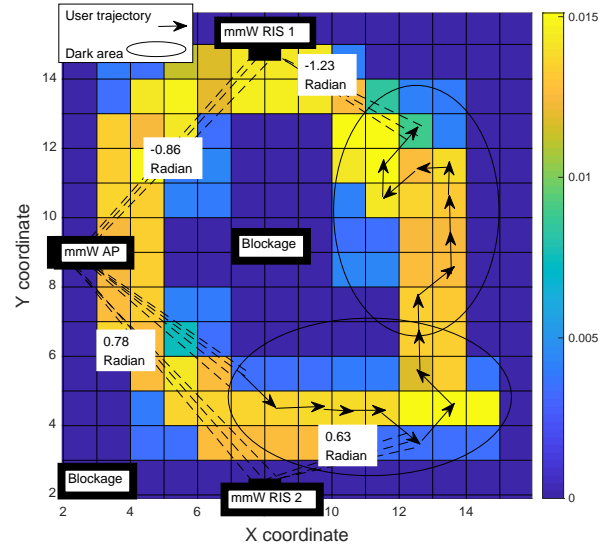 User trajectory
Dark area
mmW RIS 1
-1.23
Radian
-0.86
Radian
mmW AP
Blockage
0.78
Radian
0.63
Radian
Blockage
mmW RIS 2
Y coordinate
14
12
10
8
6
4
2
2 4 6 8 10 12 14
X coordinate
0.015
0.01
0.005
0